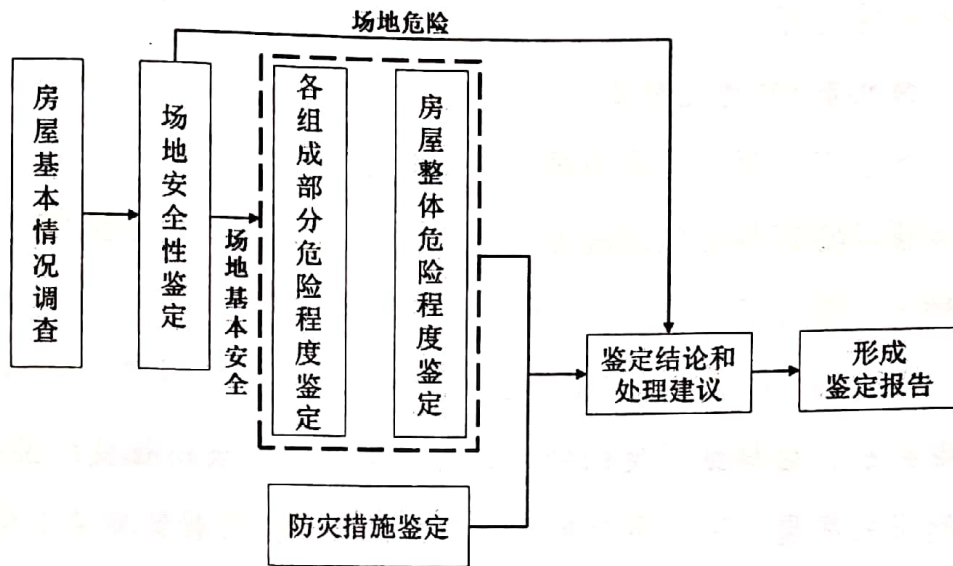 场地危险
房屋基本情况调查
场地安全性鉴定
场地基本安全
各组成部分危险程度鉴定
房屋整体危险程度鉴定
防灾措施鉴定
鉴定结论和
处理建议
形成
鉴定报告